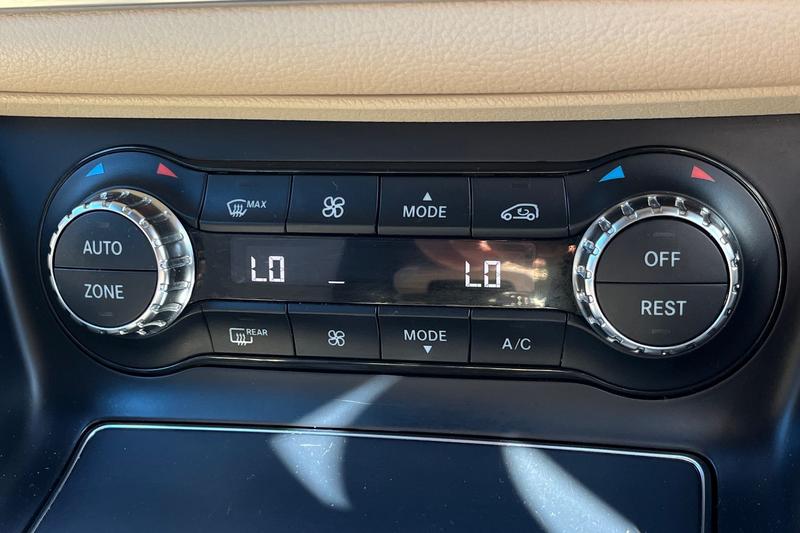 MAX
MODE
AUTO
ZONE
LO _ LO
OFF
REST
REAR
MODE
A/C